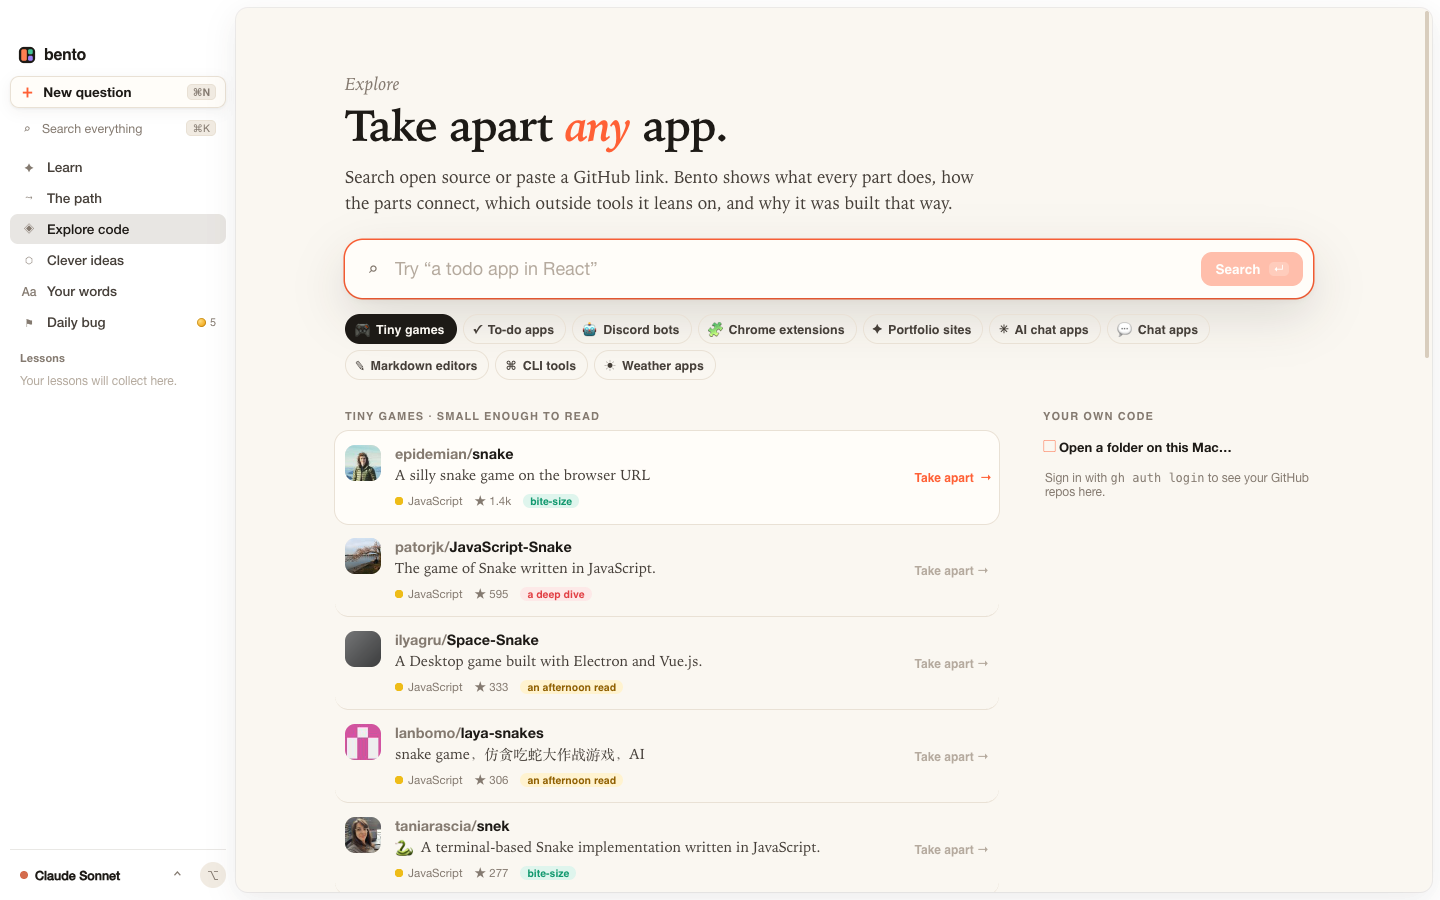 bento
New question ⌘N
Search everything ⌘K
Learn
The path
Explore code
Clever ideas
Aa Your words
Daily bug 5
Lessons
Your lessons will collect here.
Claude Sonnet
Explore
Take apart any app.
Search open source or paste a GitHub link. Bento shows what every part does, how
the parts connect, which outside tools it leans on, and why it was built that way.
Try “a todo app in React”
Search ↵
Tiny games
✓ To-do apps
Discord bots
Chrome extensions
Portfolio sites
AI chat apps
Chat apps
Markdown editors
⌘ CLI tools
Weather apps
TINY GAMES · SMALL ENOUGH TO READ
epidemian/snake
A silly snake game on the browser URL
JavaScript ★ 1.4k bite-size
Take apart →
patorjk/JavaScript-Snake
The game of Snake written in JavaScript.
JavaScript ★ 595 a deep dive
Take apart →
ilyagru/Space-Snake
A Desktop game built with Electron and Vue.js.
JavaScript ★ 333 an afternoon read
Take apart →
lanbomo/laya-snakes
snake game，仿贪吃蛇大作战游戏，AI
JavaScript ★ 306 an afternoon read
Take apart →
taniarascia/snek
🐍 A terminal-based Snake implementation written in JavaScript.
JavaScript ★ 277 bite-size
Take apart →
YOUR OWN CODE
Open a folder on this Mac...
Sign in with gh auth login to see your GitHub
repos here.